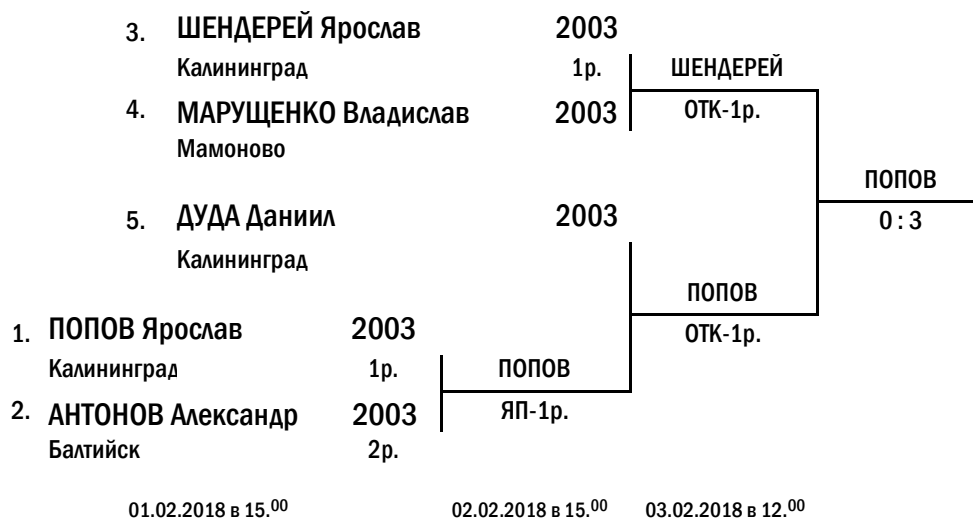 3. ШЕНДЕРЕЙ Ярослав 2003
Калининград 1р. ШЕНДЕРЕЙ
4. МАРУЩЕНКО Владислав 2003 ОТК-1р.
Мамоново
ПОПОВ
5. ДУДА Даниил 2003 0 : 3
Калининград
ПОПОВ
1. ПОПОВ Ярослав 2003 ОТК-1р.
Калининград 1р. ПОПОВ
2. АНТОНОВ Александр 2003 ЯП-1р.
Балтийск 2р.
01.02.2018 в 15.00 02.02.2018 в 15.00 03.02.2018 в 12.00